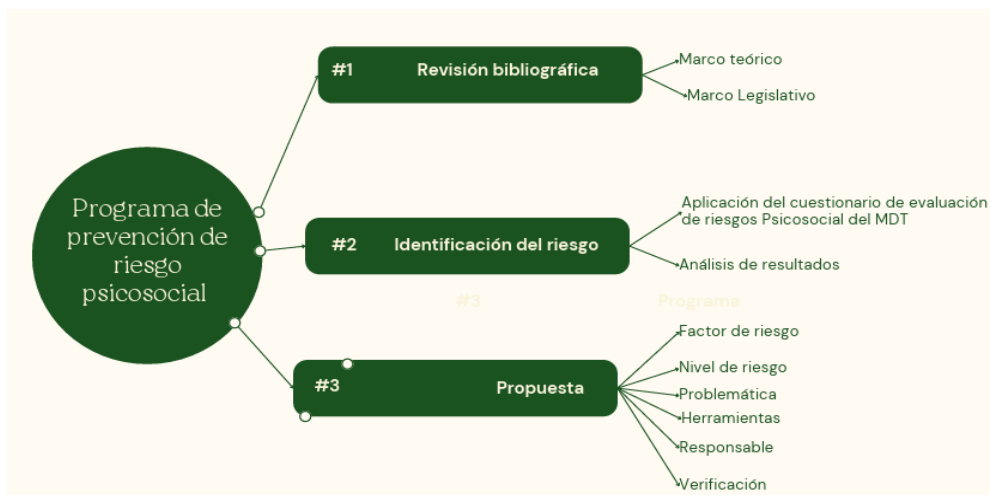 Programa de
prevención de
riesgo
psicosocial
#1 Revisión bibliográfica
Marco teórico
Marco Legislativo
#2 Identificación del riesgo
Aplicación del cuestionario de evaluación
de riesgos Psicosocial del MDT
Análisis de resultados
#3 Programa
#3 Propuesta
Factor de riesgo
Nivel de riesgo
Problemática
Herramientas
Responsable
Verificación